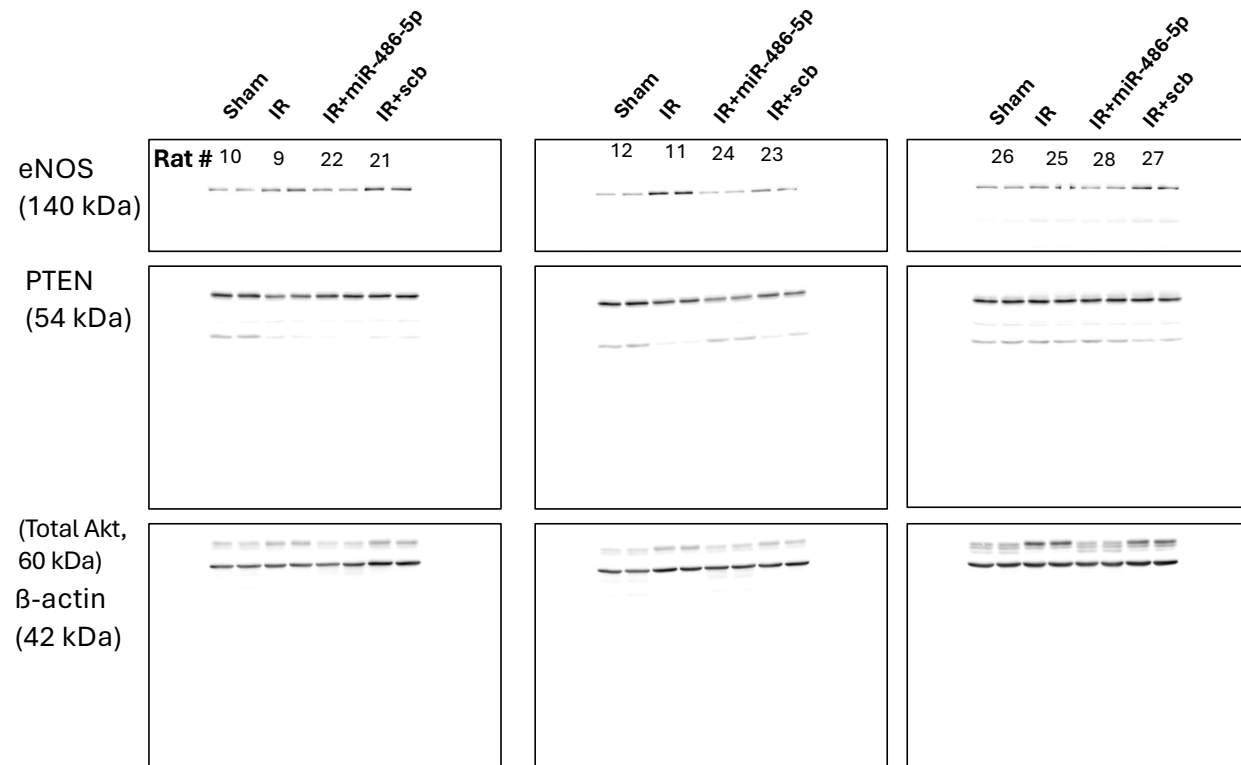 Sham IR IR+miR-486-5p IR+scb
Sham IR IR+miR-486-5p IR+scb
Sham IR IR+miR-486-5p IR+scb
eNOS
(140 kDa)
Rat # 10 9 22 21
12 11 24 23
26 25 28 27
PTEN
(54 kDa)
(Total Akt,
60 kDa)
ß-actin
(42 kDa)